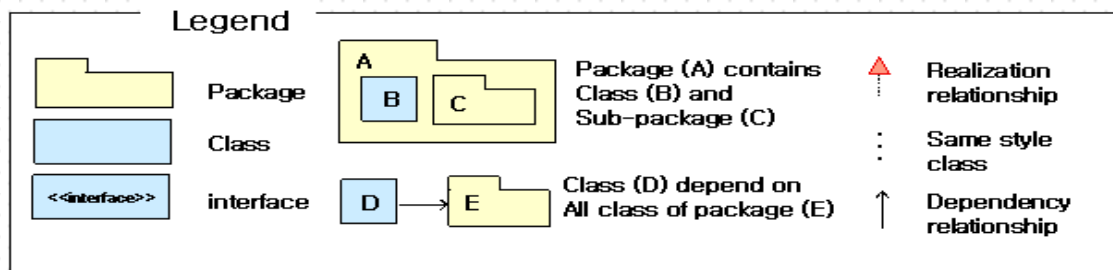 Legend
Package
Class
<<interface>>
interface
A
B
C
Package (A) contains
Class (B) and
Sub-package (C)
D
E
Class (D) depend on
All class of package (E)
Realization
relationship
Same style
class
Dependency
relationship